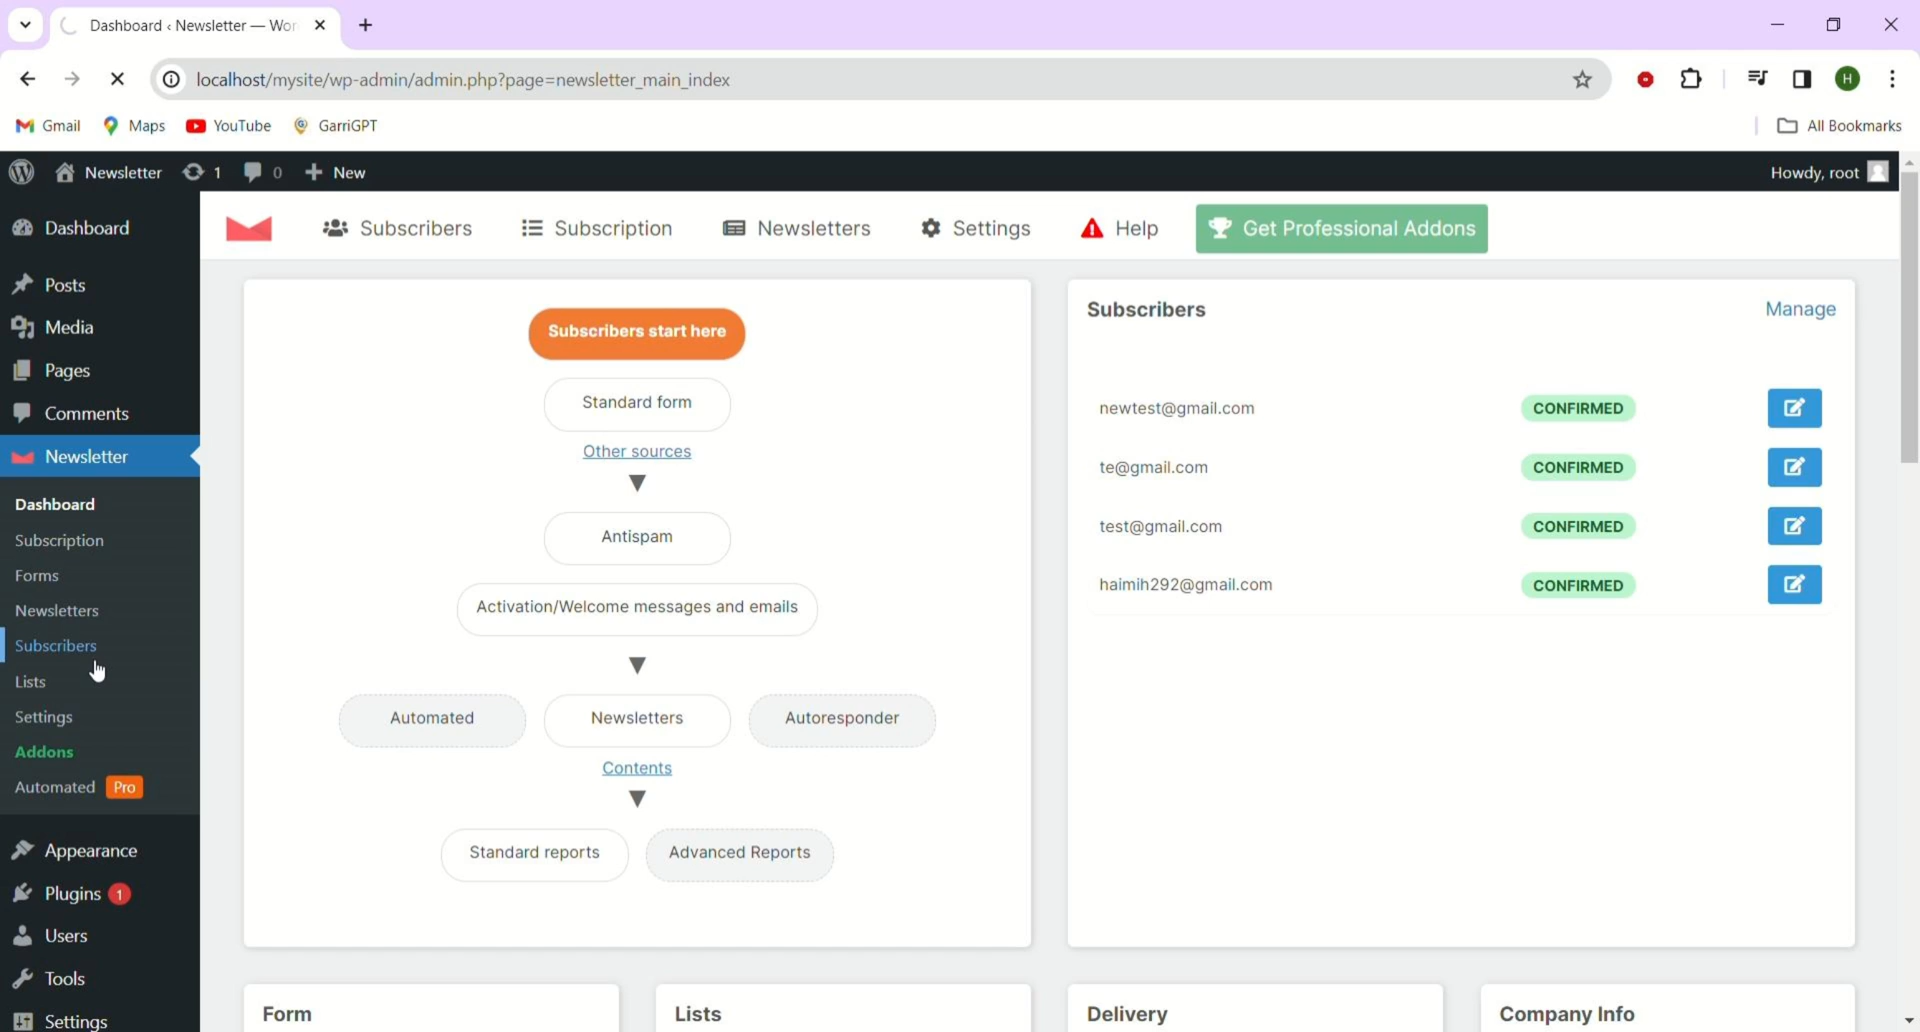 Dashboard ‹ Newsletter — Wor
localhost/mysite/wp-admin/admin.php?page=newsletter_main_index
H
Gmail
Maps
YouTube
GarriGPT
All Bookmarks
Newsletter
1
0
New
Howdy, root
Dashboard
Posts
Media
Pages
Comments
Newsletter
Dashboard
Subscription
Forms
Newsletters
Subscribers
Lists
Settings
Addons
Automated Pro
Appearance
Plugins 1
Users
Tools
Settings
Subscribers
Subscription
Newsletters
Settings
Help
Get Professional Addons
Subscribers start here
Standard form
Other sources
Antispam
Activation/Welcome messages and emails
Automated
Newsletters
Autoresponder
Contents
Standard reports
Advanced Reports
Subscribers
Manage
newtest@gmail.com CONFIRMED
te@gmail.com CONFIRMED
test@gmail.com CONFIRMED
haimih292@gmail.com CONFIRMED
Form
Lists
Delivery
Company Info